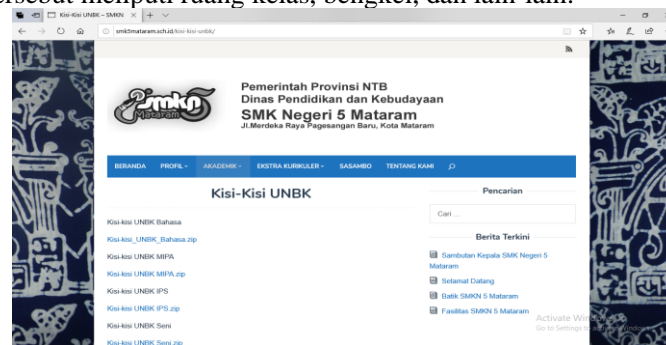 tersebut meliputi ruang kelas, bengkel, dan lain-lain.
Kisi-Kisi UNBK – SMKN
smk5mataram.sch.id/kisi-kisi-unbk/
smkn
Mataram
Pemerintah Provinsi NTB
Dinas Pendidikan dan Kebudayaan
SMK Negeri 5 Mataram
Jl.Merdeka Raya Pagesangan Baru, Kota Mataram
BERANDA PROFIL AKADEMIK EKSTRA KURIKULER SASAMBO TENTANG KAMI
Kisi-Kisi UNBK
Kisi-kisi UNBK Bahasa
Kisi-kisi_UNBK_Bahasa.zip
Kisi-kisi UNBK MIPA
Kisi-kisi UNBK MIPA.zip
Kisi-kisi UNBK IPS
Kisi-kisi UNBK IPS.zip
Kisi-kisi UNBK Seni
Kisi-kisi UNBK Seni.zip
Pencarian
Cari ...
Berita Terkini
Sambutan Kepala SMK Negeri 5
Mataram
Selamat Datang
Batik SMKN 5 Mataram
Fasilitas SMKN 5 Mataram
Activate Windows
Go to Settings to activate Windows.